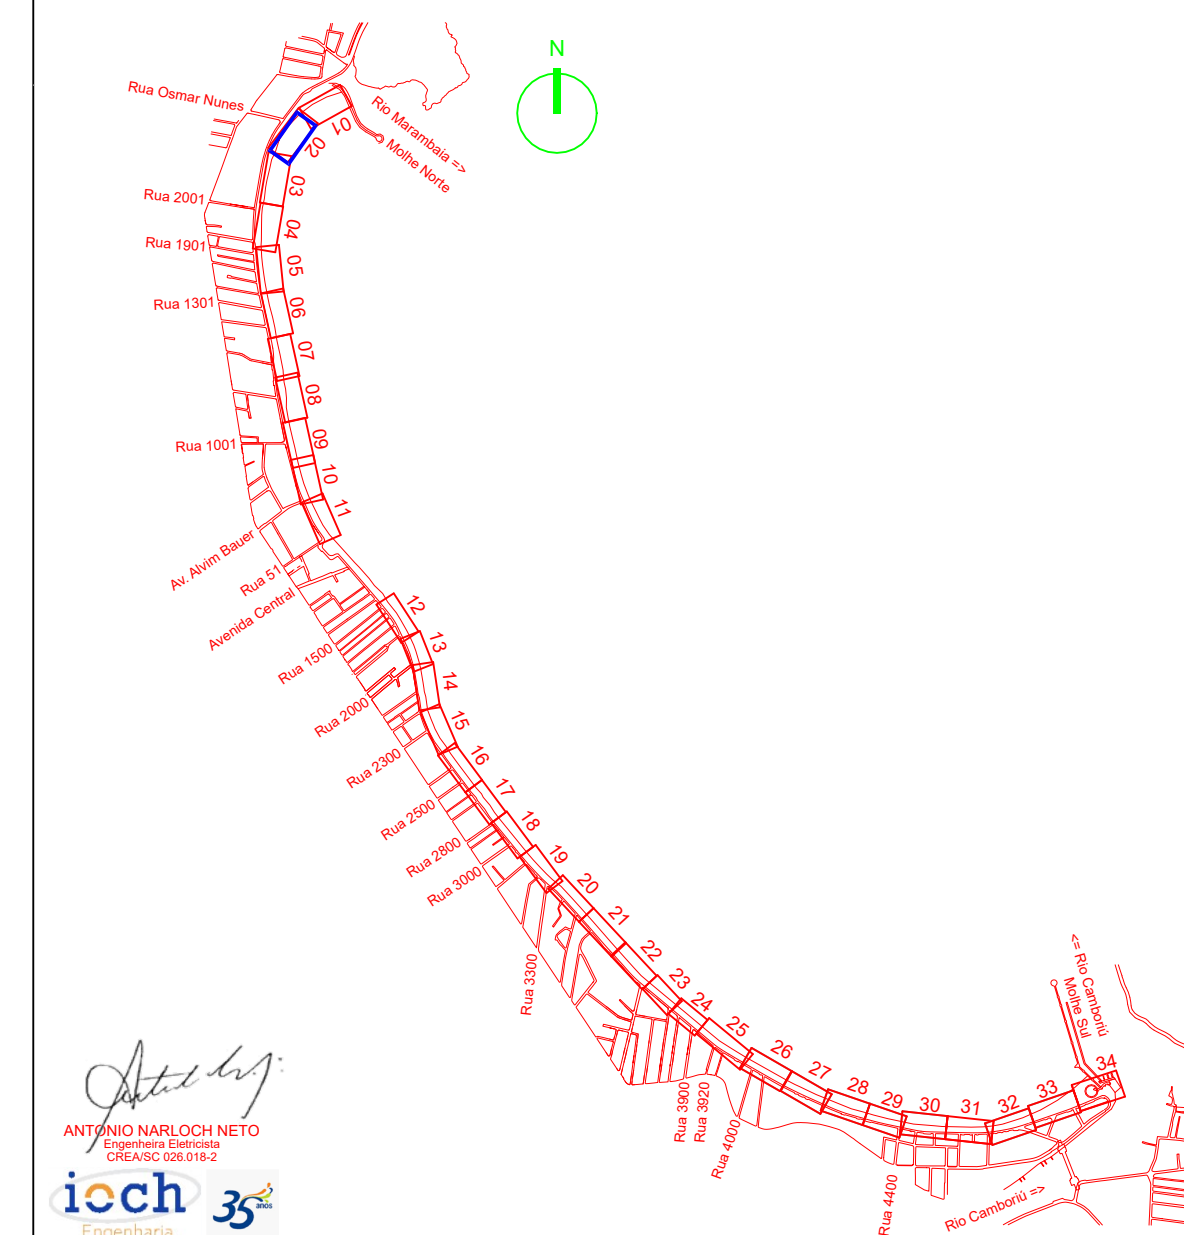 N
Rua Osmar Nunes
Rio Marambaia =>
Molhe Norte
01
02
03
Rua 2001
04
Rua 1901
05
Rua 1301
06
07
08
09
Rua 1001
10
11
Av. Alvim Bauer
Rua 51
Avenida Central
12
Rua 1500
13
14
Rua 2000
15
Rua 2300
16
17
Rua 2500
18
Rua 2800
19
Rua 3000
20
21
22
Rua 3300
23
24
25
26
27
28
29
30
31
32
33
34
<= Rio Camboriú
Molhe Sul
Rua 3900
Rua 3920
Rua 4000
Rua 4400
Rio Camboriú =>
ANTONIO NARLOCH NETO
Engenheira Eletricista
CREA/SC 026.018-2
ioch
Engenharia
35
anos